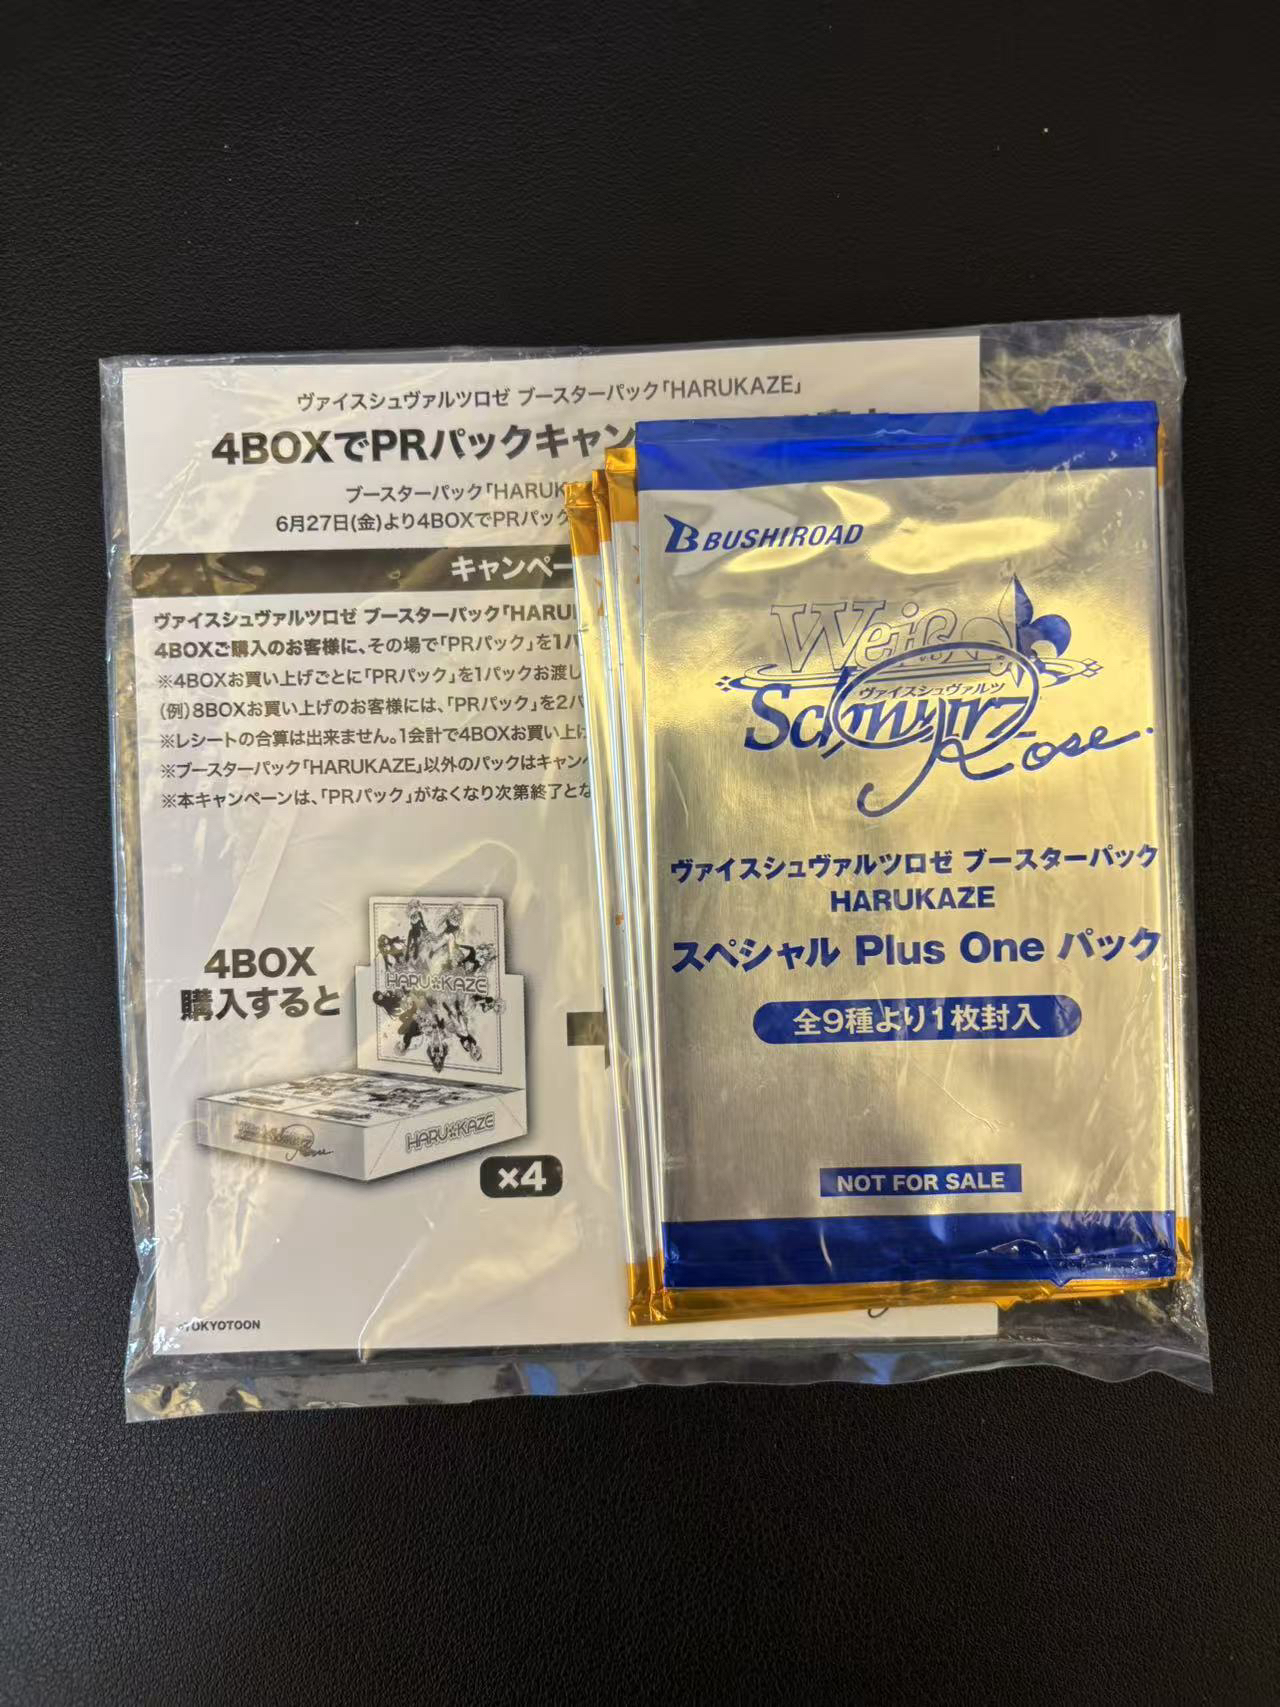 ヴァイスシュヴァルツロゼ ブースターパック「HARUKAZE」
4BOXでPRパックキャン
ブースターパック「HARUK
6月27日(金)より4BOXでPRパック
キャンペー
ヴァイスシュヴァルツロゼ ブースターパック「HARU
4BOXご購入のお客様に、その場で「PRパック」を1パ
※4BOXお買い上げごとに「PRパック」を1パックお渡し
(例)8BOXお買い上げのお客様には、「PRパック」を2パ
※レシートの合算は出来ません。1会計で4BOXお買い上げ
※ブースターパック「HARUKAZE」以外のパックはキャンペ
※本キャンペーンは、「PRパック」がなくなり次第終了とな
4BOX
購入すると
HARUKAZE
HARUKAZE
Schwarz
Rose
×4
©TOKYOTOON
BUSHIROAD
Weiß
ヴァイスシュヴァルツ
Schwarz
Rose
ヴァイスシュヴァルツロゼ ブースターパック
HARUKAZE
スペシャル Plus One パック
全9種より1枚封入
NOT FOR SALE